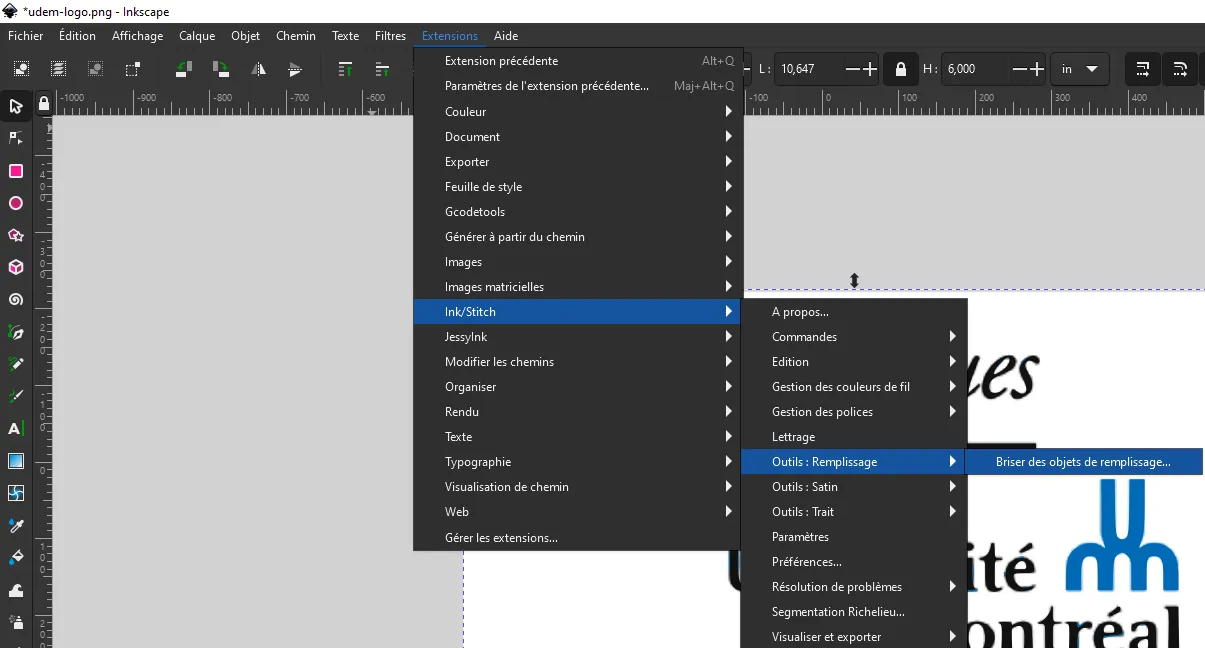 *udem-logo.png - Inkscape
Fichier Édition Affichage Calque Objet Chemin Texte Filtres Extensions Aide
L : 10,647 H : 6,000 in
-1000 -900 -800 -700 -600 -100 0 100 200 300 400
Extension précédente Alt+Q
Paramètres de l'extension précédente... Maj+Alt+Q
Couleur
Document
Exporter
Feuille de style
Gcodetools
Générer à partir du chemin
Images
Images matricielles
Ink/Stitch
JessyInk
Modifier les chemins
Organiser
Rendu
Texte
Typographie
Visualisation de chemin
Web
Gérer les extensions...
A propos...
Commandes
Edition
Gestion des couleurs de fil
Gestion des polices
Lettrage
Outils : Remplissage
Outils : Satin
Outils : Trait
Paramètres
Préférences...
Résolution de problèmes
Segmentation Richelieu...
Visualiser et exporter
Briser des objets de remplissage...
ues
ité
ontréal